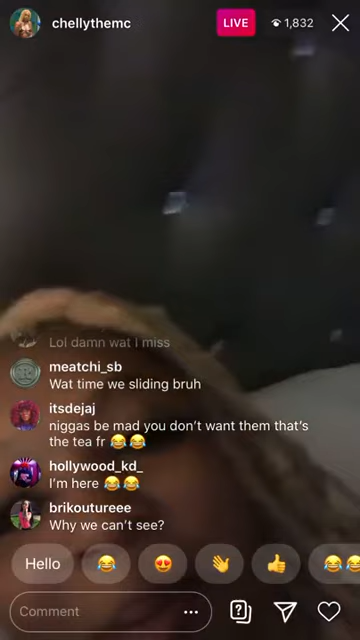 chellythemc
LIVE
1,832
Lol damn wat I miss
meatchi_sb
Wat time we sliding bruh
itsdejaj
niggas be mad you don't want them that's
the tea fr 😂😂
hollywood_kd_
I'm here 😂😂
brikoutureee
Why we can't see?
Hello
Comment